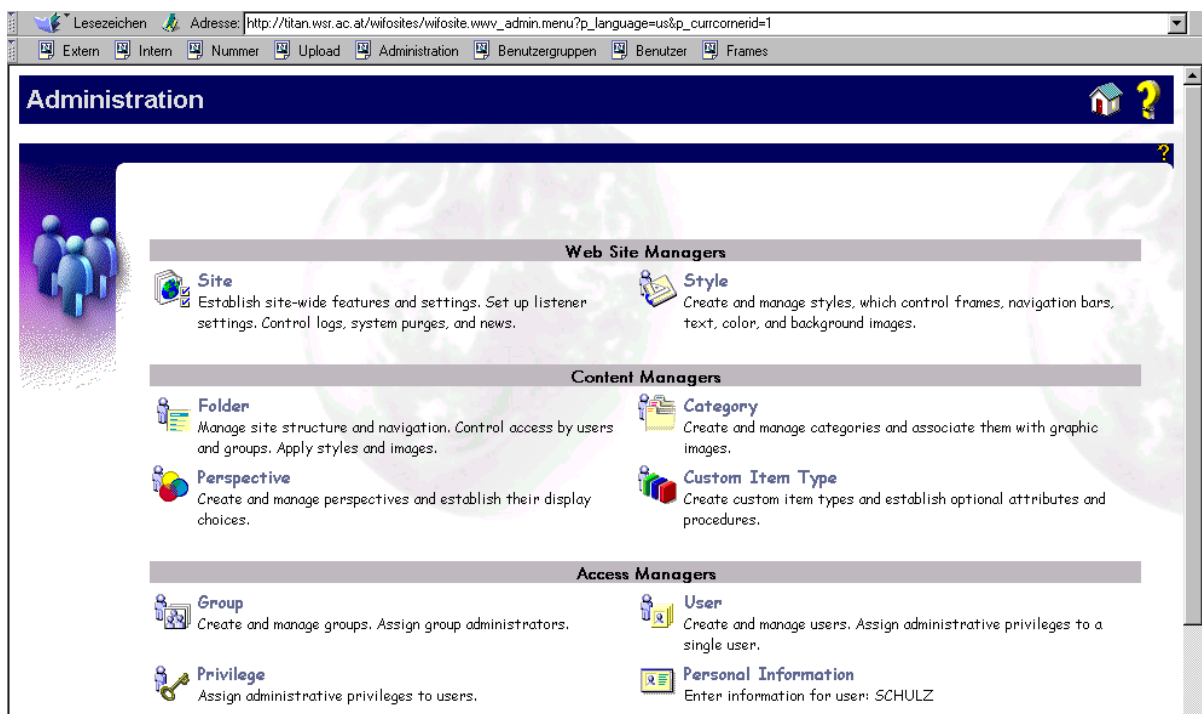 Lesezeichen Adresse: http://titan.wsr.ac.at/wifosites/wifosite.wwv_admin.menu?p_language=us&p_currcornerid=1
Extern Intern Nummer Upload Administration Benutzergruppen Benutzer Frames
Administration
Web Site Managers
Site
Establish site-wide features and settings. Set up listener
settings. Control logs, system purges, and news.
Style
Create and manage styles, which control frames, navigation bars,
text, color, and background images.
Content Managers
Folder
Manage site structure and navigation. Control access by users
and groups. Apply styles and images.
Category
Create and manage categories and associate them with graphic
images.
Perspective
Create and manage perspectives and establish their display
choices.
Custom Item Type
Create custom item types and establish optional attributes and
procedures.
Access Managers
Group
Create and manage groups. Assign group administrators.
User
Create and manage users. Assign administrative privileges to a
single user.
Privilege
Assign administrative privileges to users.
Personal Information
Enter information for user: SCHULZ